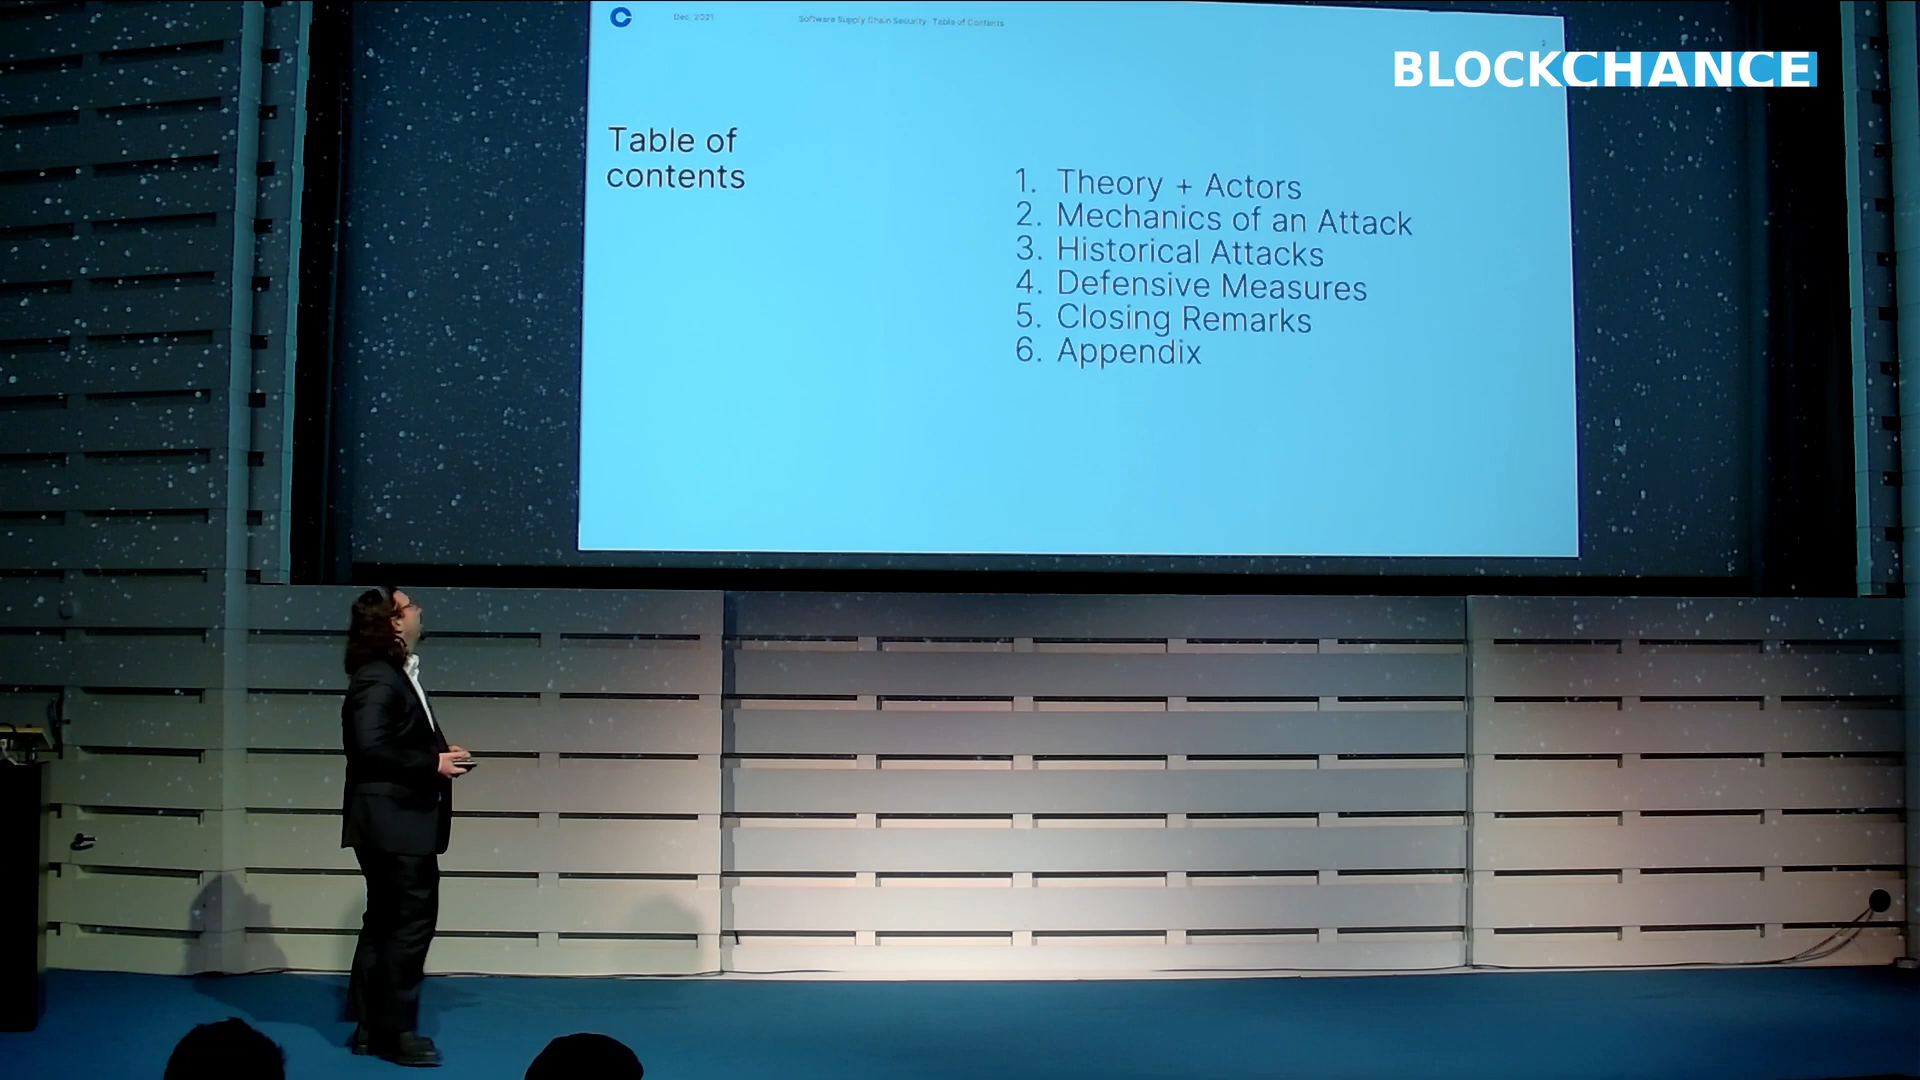 Dec, 2021
Software Supply Chain Security- Table of Contents
2
BLOCKCHANCE
Table of
contents
1. Theory + Actors
2. Mechanics of an Attack
3. Historical Attacks
4. Defensive Measures
5. Closing Remarks
6. Appendix